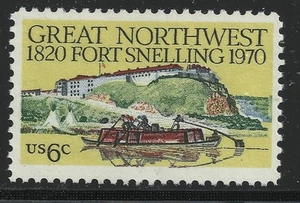 GREAT NORTHWEST
1820 FORT SNELLING 1970
US 6c